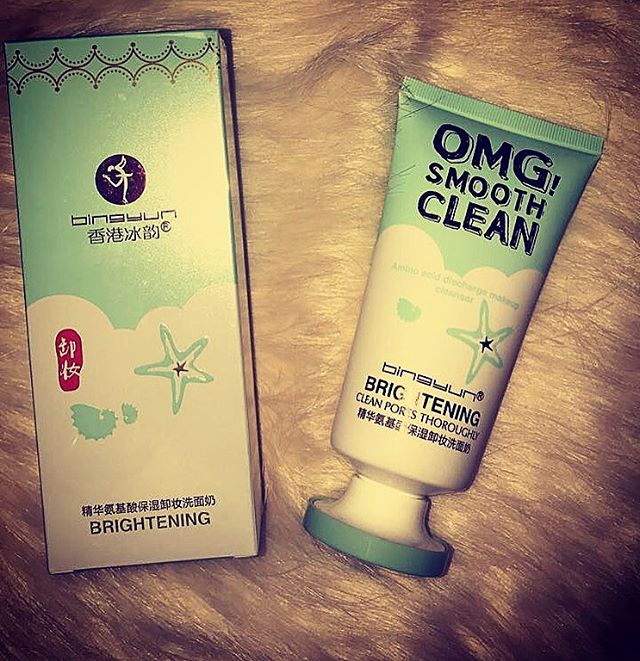 bingyun
香港冰韵®
卸妆
精华氨基酸保湿卸妆洗面奶
BRIGHTENING
OMG!
SMOOTH
CLEAN
Amino acid discharge makeup
cleanser
bingyun®
BRIGHTENING
CLEAN PORES THOROUGHLY
精华氨基酸保湿卸妆洗面奶